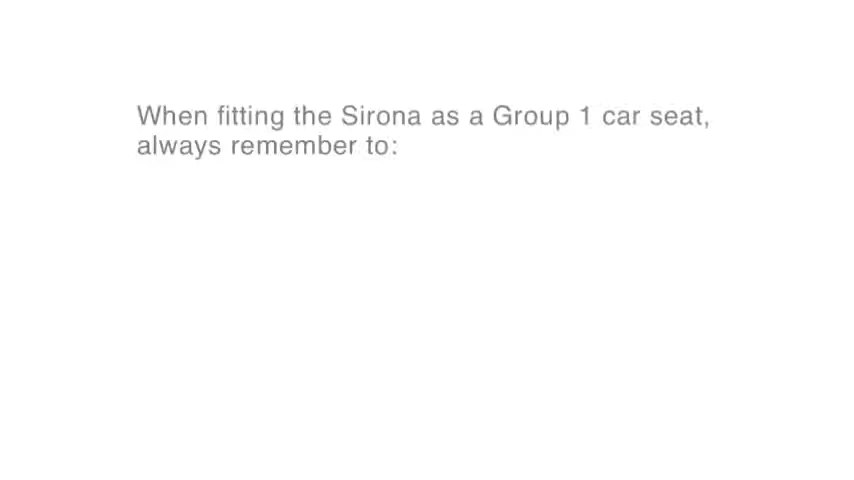 When fitting the Sirona as a Group 1 car seat,
always remember to: